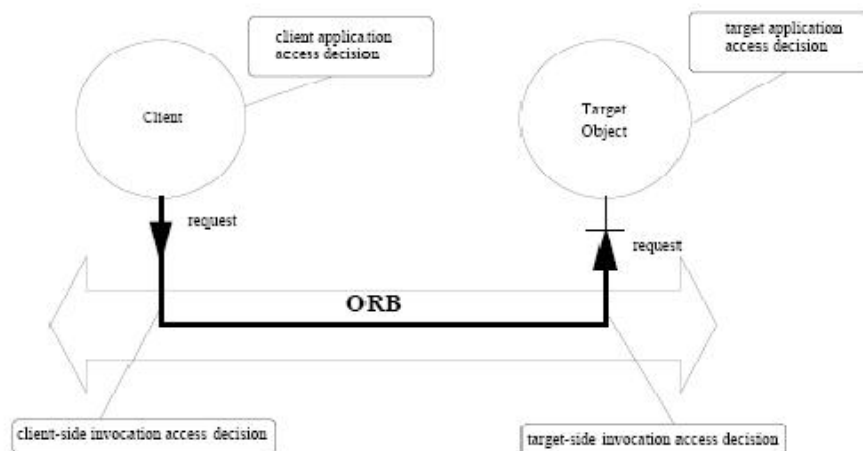 client application
access decision
target application
access decision
Client
Target
Object
request
request
ORB
client-side invocation access decision
target-side invocation access decision